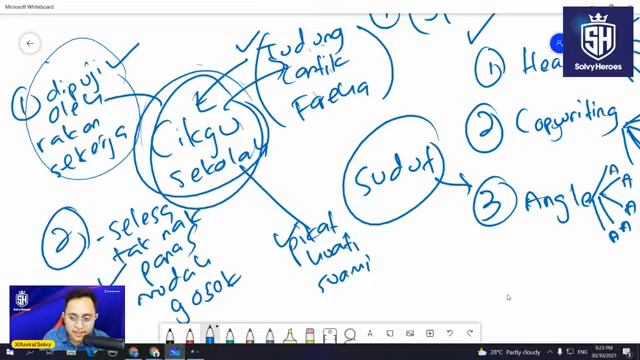 Microsoft Whiteboard
SH
SolvyHeroes
① dipuji
oleh
rakan
sekerja
Cikgu
sekolah
tudung
cantik
Fareha
② - selesa
tak nak
panas
mudah
gosok
pikat
hati
suami
sudut
①
② Copywriting
③ Angle
A
A
A
A
A
Xifuviral Solvy
28°C Partly cloudy
ENG
9:23 PM
30/10/2021